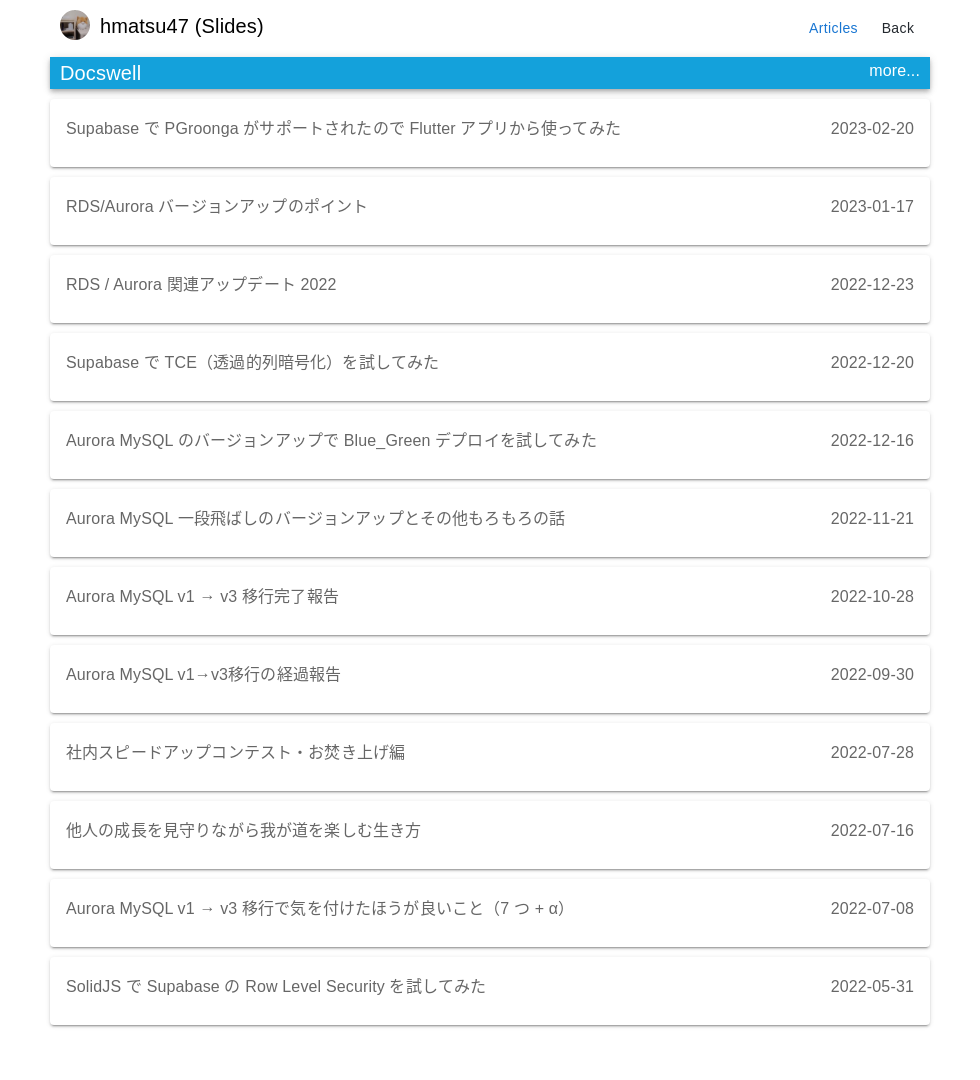 hmatsu47 (Slides)
Articles
Back
Docswell
more...
Supabase で PGroonga がサポートされたので Flutter アプリから使ってみた
2023-02-20
RDS/Aurora バージョンアップのポイント
2023-01-17
RDS / Aurora 関連アップデート 2022
2022-12-23
Supabase で TCE（透過的列暗号化）を試してみた
2022-12-20
Aurora MySQL のバージョンアップで Blue_Green デプロイを試してみた
2022-12-16
Aurora MySQL 一段飛ばしのバージョンアップとその他もろもろの話
2022-11-21
Aurora MySQL v1 → v3 移行完了報告
2022-10-28
Aurora MySQL v1→v3移行の経過報告
2022-09-30
社内スピードアップコンテスト・お焚き上げ編
2022-07-28
他人の成長を見守りながら我が道を楽しむ生き方
2022-07-16
Aurora MySQL v1 → v3 移行で気を付けたほうが良いこと（7 つ + α）
2022-07-08
SolidJS で Supabase の Row Level Security を試してみた
2022-05-31